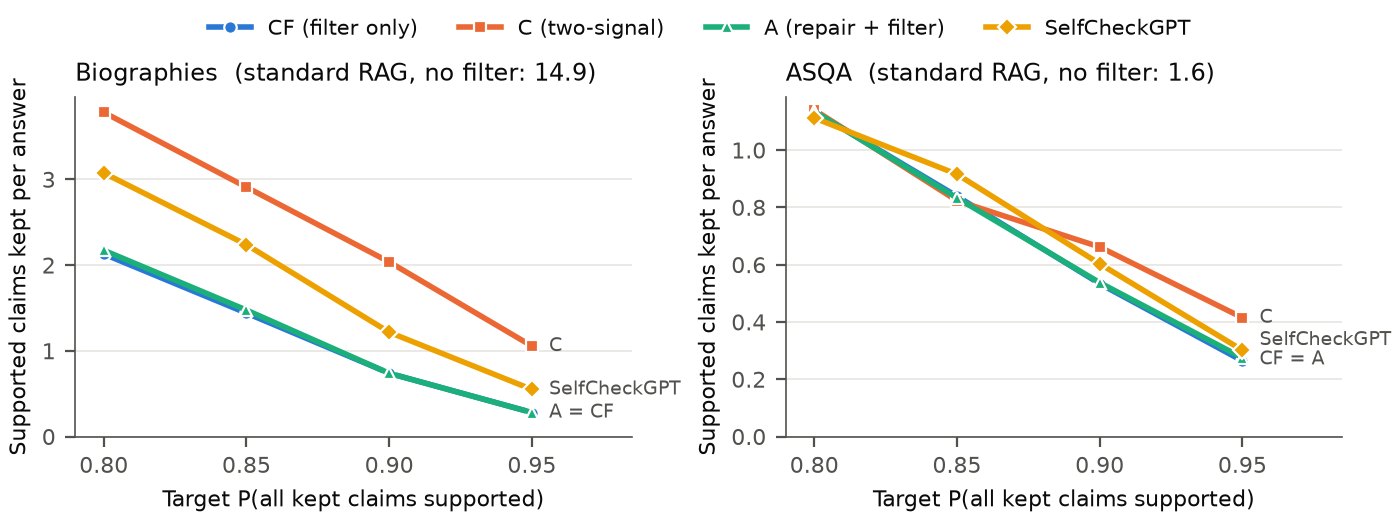 CF (filter only) C (two-signal) A (repair + filter) SelfCheckGPT
Biographies (standard RAG, no filter: 14.9)
Supported claims kept per answer
3
2
1
0
C
SelfCheckGPT
A = CF
0.80 0.85 0.90 0.95
Target P(all kept claims supported)
ASQA (standard RAG, no filter: 1.6)
Supported claims kept per answer
1.0
0.8
0.6
0.4
0.2
0.0
C
SelfCheckGPT
CF = A
0.80 0.85 0.90 0.95
Target P(all kept claims supported)